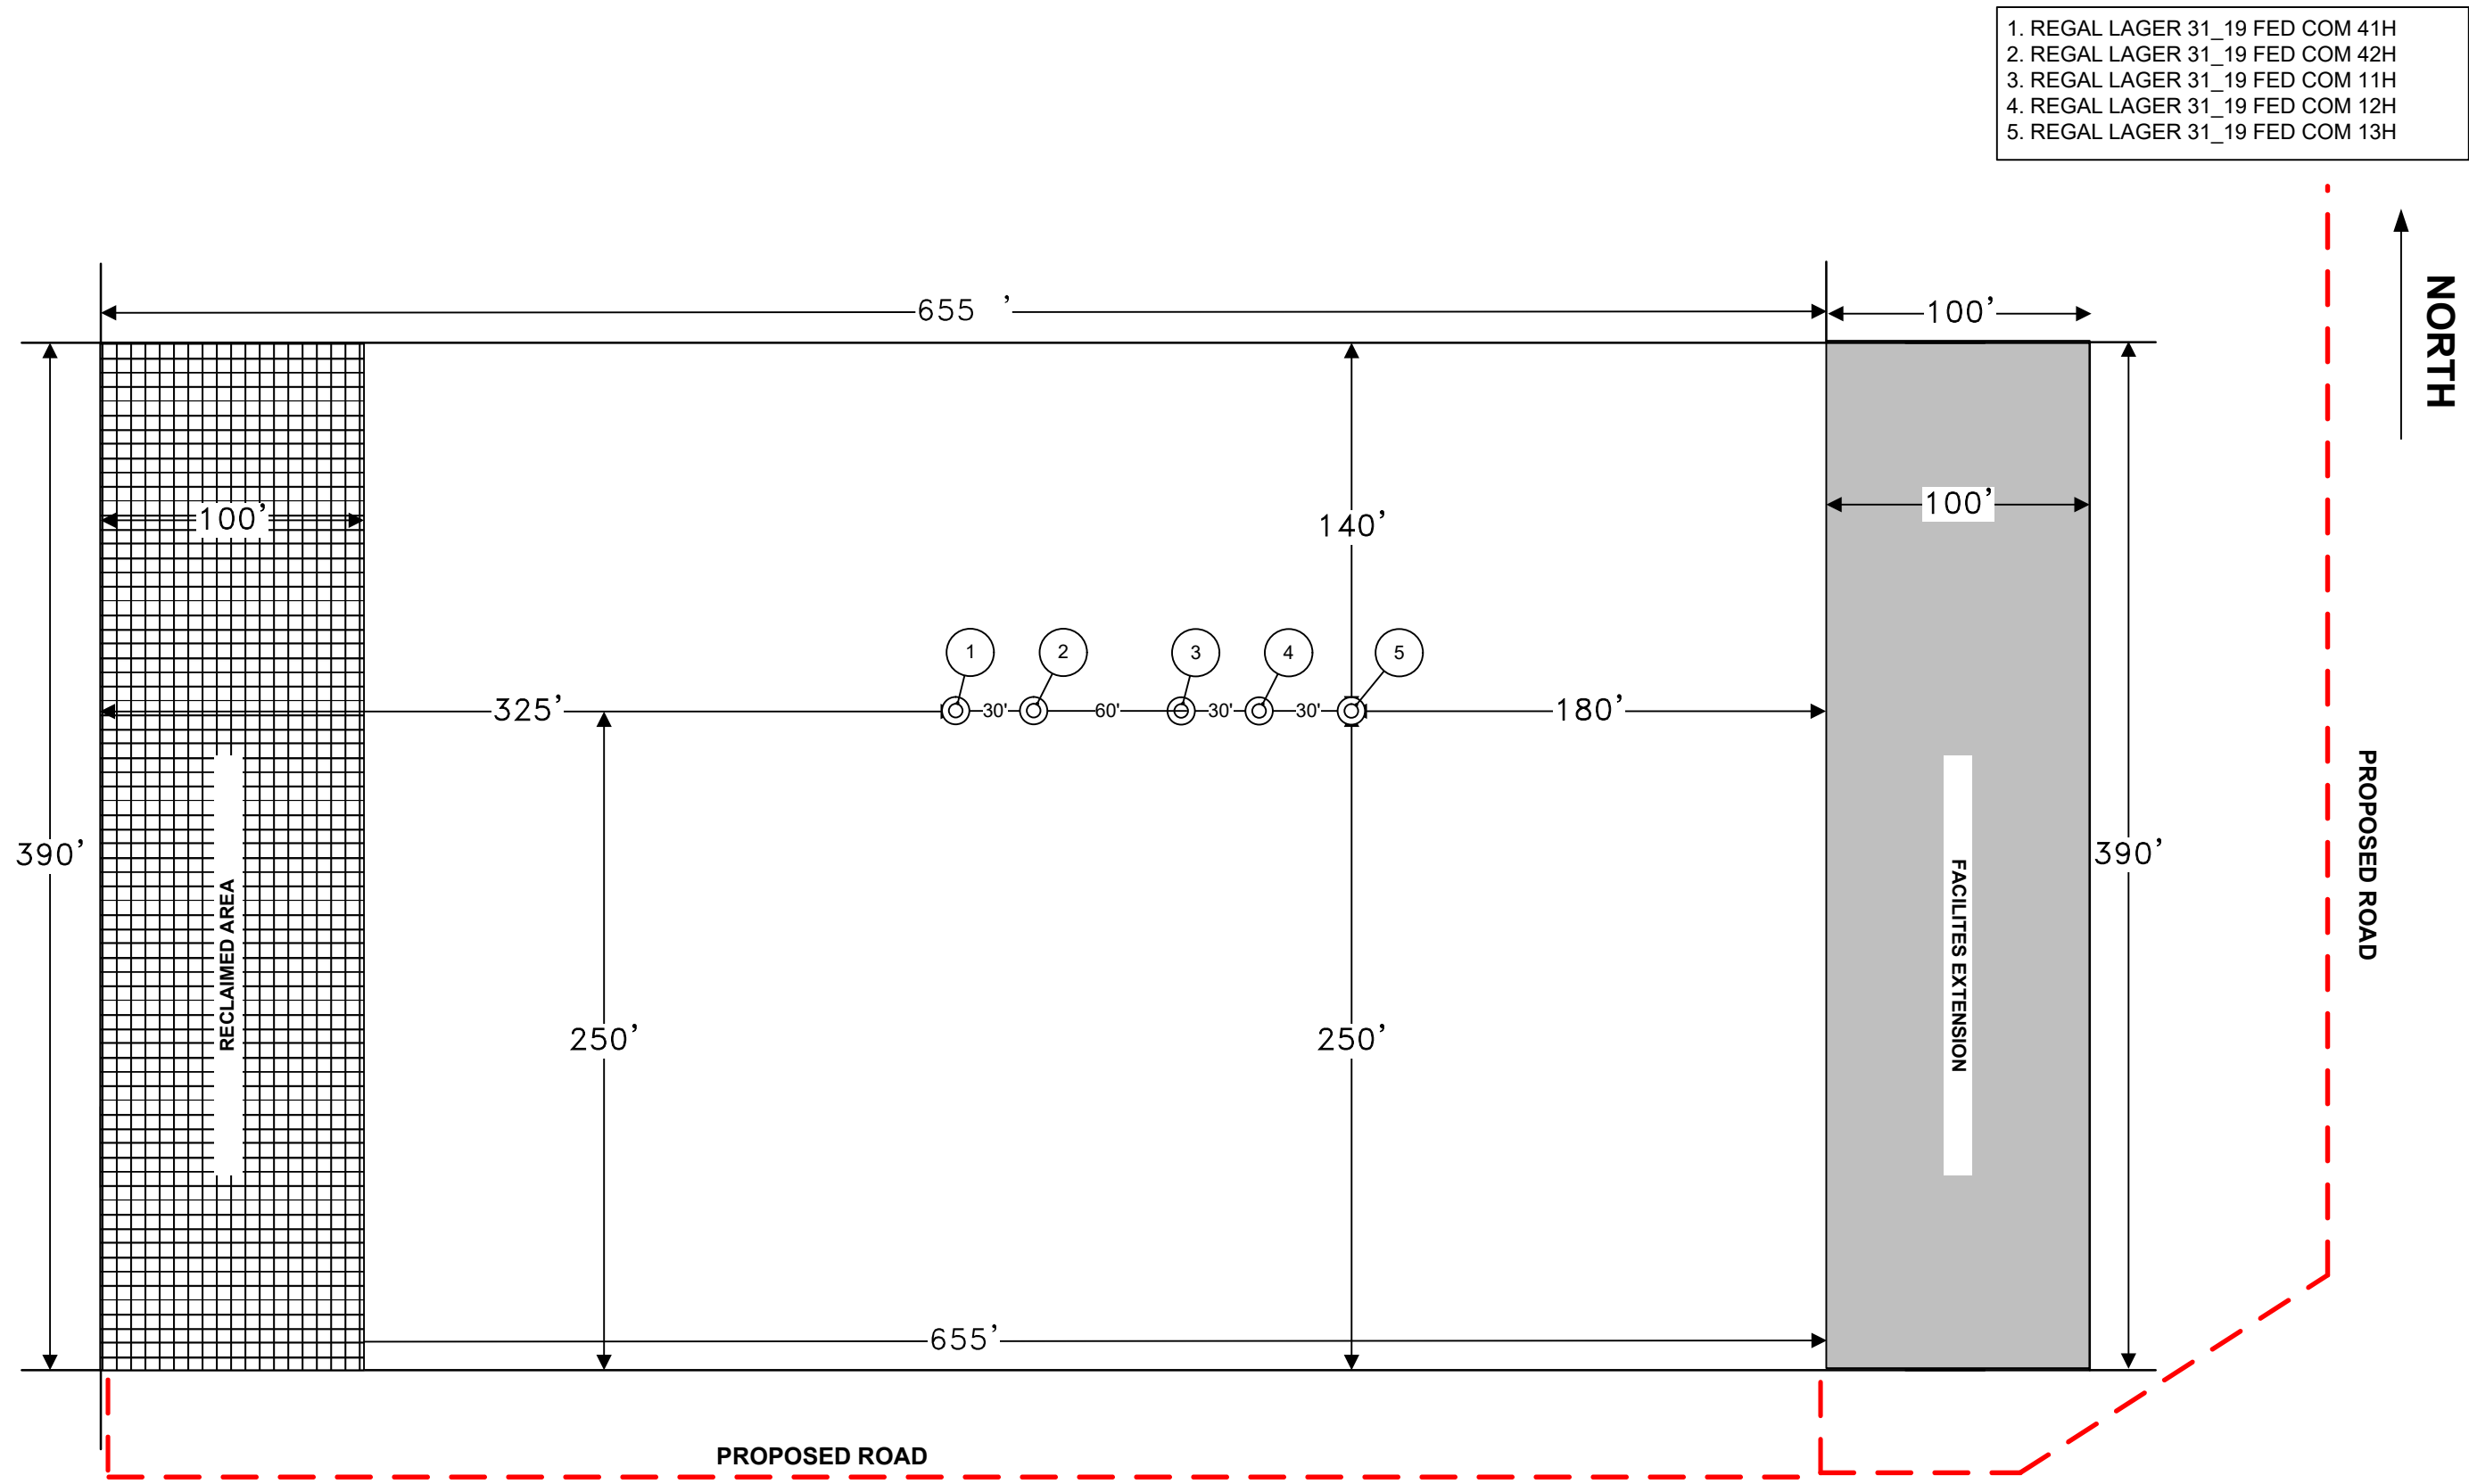 1. REGAL LAGER 31_19 FED COM 41H
2. REGAL LAGER 31_19 FED COM 42H
3. REGAL LAGER 31_19 FED COM 11H
4. REGAL LAGER 31_19 FED COM 12H
5. REGAL LAGER 31_19 FED COM 13H
NORTH
655 '
100'
100'
140'
100'
1
2
3
4
5
325'
30'
60'
30'
30'
180'
390'
390'
PROPOSED ROAD
RECLAIMED AREA
FACILITES EXTENSION
250'
250'
655'
PROPOSED ROAD